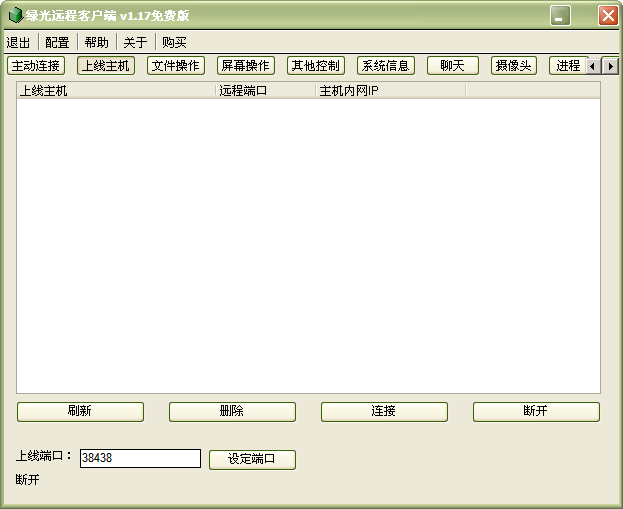 绿光远程客户端 v1.17免费版
退出 配置 帮助 关于 购买
主动连接 上线主机 文件操作 屏幕操作 其他控制 系统信息 聊天 摄像头 进程
上线主机 远程端口 主机内网IP
刷新 删除 连接 断开
上线端口： 38438 设定端口
断开